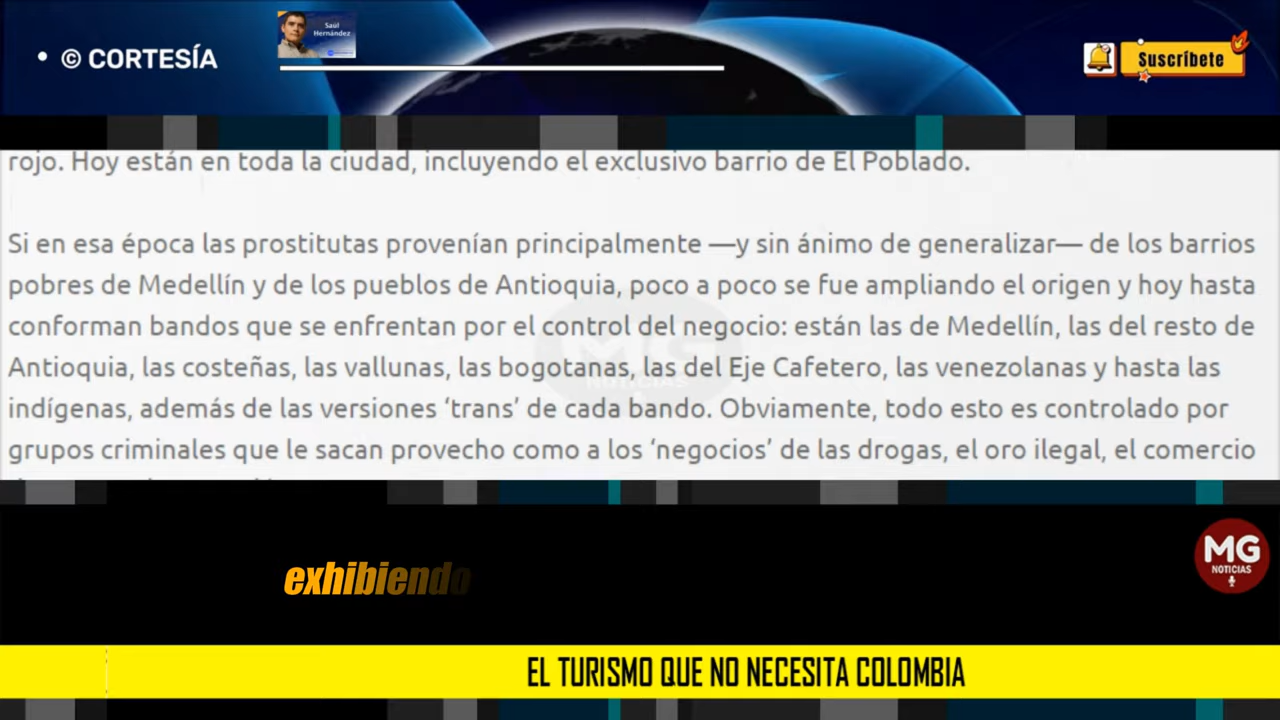 • © CORTESÍA
Saúl
Hernández
Suscríbete
rojo. Hoy están en toda la ciudad, incluyendo el exclusivo barrio de El Poblado.
Si en esa época las prostitutas provenían principalmente —y sin ánimo de generalizar— de los barrios
pobres de Medellín y de los pueblos de Antioquia, poco a poco se fue ampliando el origen y hoy hasta
conforman bandos que se enfrentan por el control del negocio: están las de Medellín, las del resto de
Antioquia, las costeñas, las vallunas, las bogotanas, las del Eje Cafetero, las venezolanas y hasta las
indígenas, además de las versiones ‘trans’ de cada bando. Obviamente, todo esto es controlado por
grupos criminales que le sacan provecho como a los ‘negocios’ de las drogas, el oro ilegal, el comercio
MG
NOTICIAS
exhibiendo
MG
NOTICIAS
EL TURISMO QUE NO NECESITA COLOMBIA